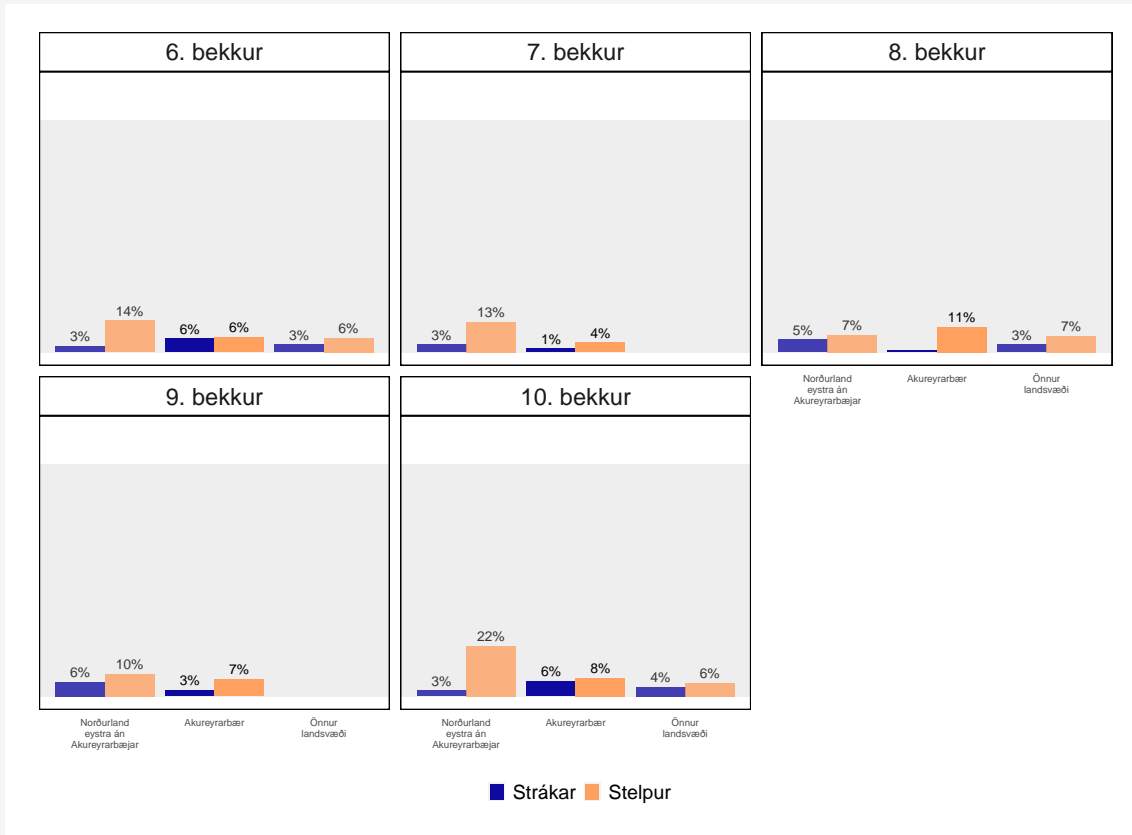 6. bekkur
7. bekkur
8. bekkur
3%
14%
6%
6%
3%
6%
3%
13%
1%
4%
5%
7%
11%
3%
7%
Norðurland
eystra án
Akureyrarbæjar
Akureyrarbær
Önnur
landsvæði
9. bekkur
10. bekkur
6%
10%
3%
7%
3%
22%
6%
8%
4%
6%
Norðurland
eystra án
Akureyrarbæjar
Akureyrarbær
Önnur
landsvæði
Norðurland
eystra án
Akureyrarbæjar
Akureyrarbær
Önnur
landsvæði
Strákar Stelpur